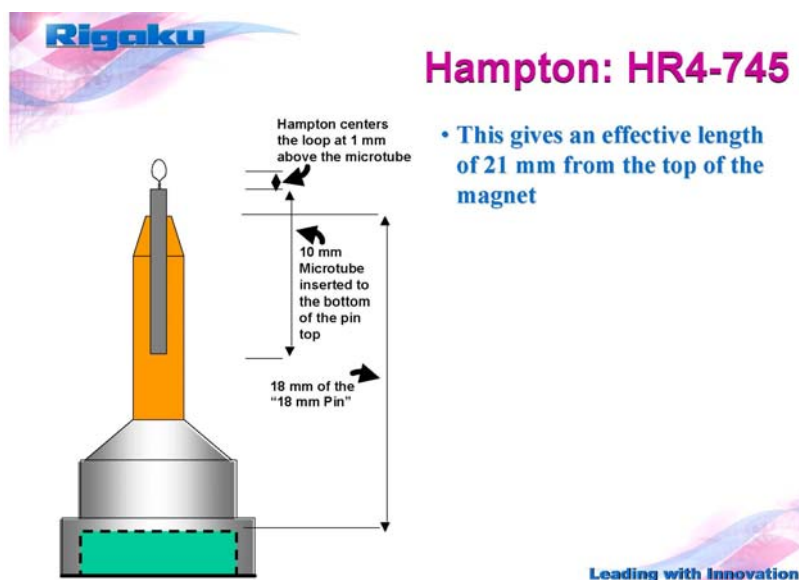 Rigaku
Hampton: HR4-745
Hampton centers
the loop at 1 mm
above the microtube
• This gives an effective length
of 21 mm from the top of the
magnet
10 mm
Microtube
inserted to
the bottom
of the pin
top
18 mm of the
“18 mm Pin”
Leading with Innovation